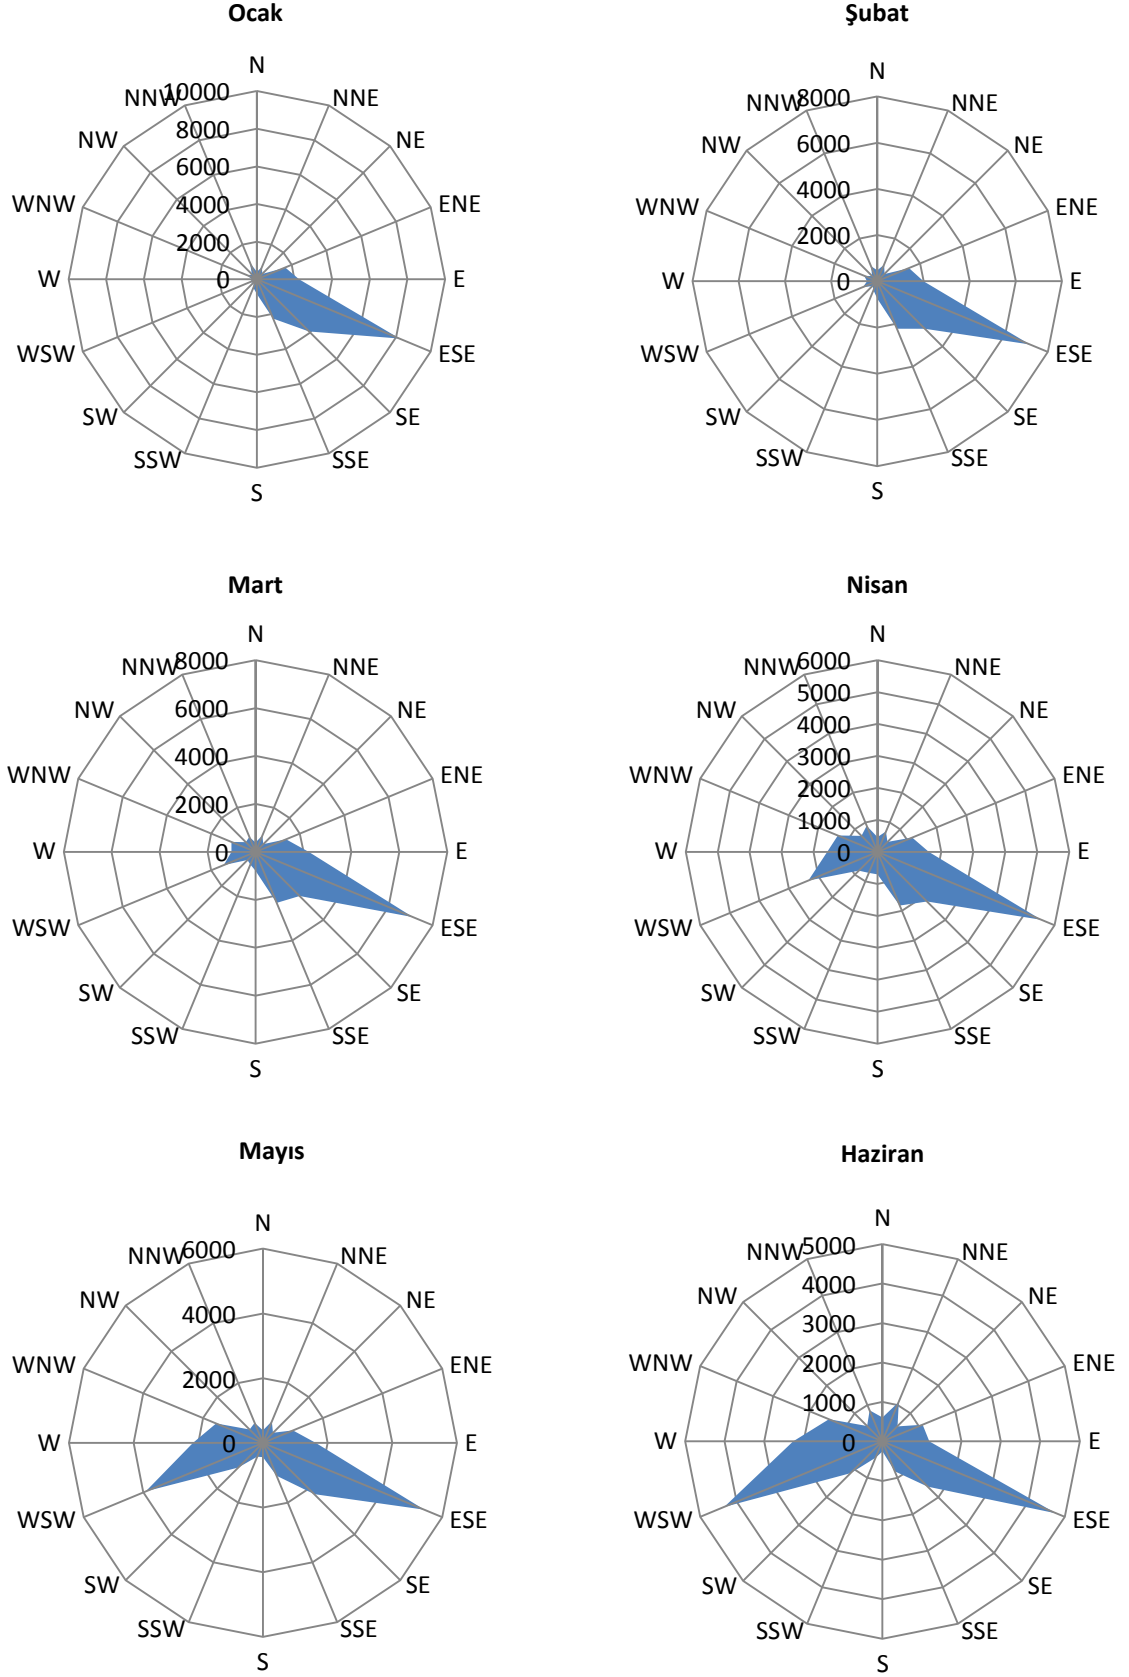 Ocak
N
NNE
NE
ENE
E
ESE
SE
SSE
S
SSW
SW
WSW
W
WNW
NW
NNW
10000
8000
6000
4000
2000
0
Şubat
N
NNE
NE
ENE
E
ESE
SE
SSE
S
SSW
SW
WSW
W
WNW
NW
NNW
8000
6000
4000
2000
0
Mart
N
NNE
NE
ENE
E
ESE
SE
SSE
S
SSW
SW
WSW
W
WNW
NW
NNW
8000
6000
4000
2000
0
Nisan
N
NNE
NE
ENE
E
ESE
SE
SSE
S
SSW
SW
WSW
W
WNW
NW
NNW
6000
5000
4000
3000
2000
1000
0
Mayıs
N
NNE
NE
ENE
E
ESE
SE
SSE
S
SSW
SW
WSW
W
WNW
NW
NNW
6000
4000
2000
0
Haziran
N
NNE
NE
ENE
E
ESE
SE
SSE
S
SSW
SW
WSW
W
WNW
NW
NNW
5000
4000
3000
2000
1000
0